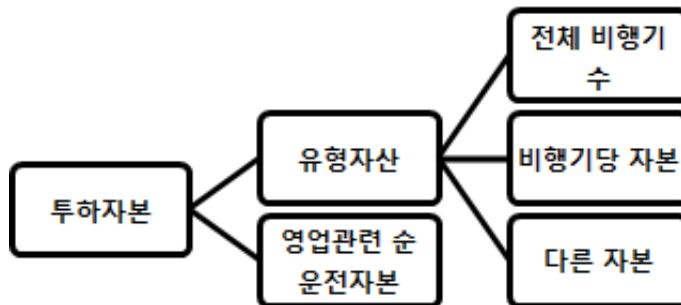 전체 비행기
수
유형자산
비행기당 자본
투하자본
영업관련 순
운전자본
다른 자본